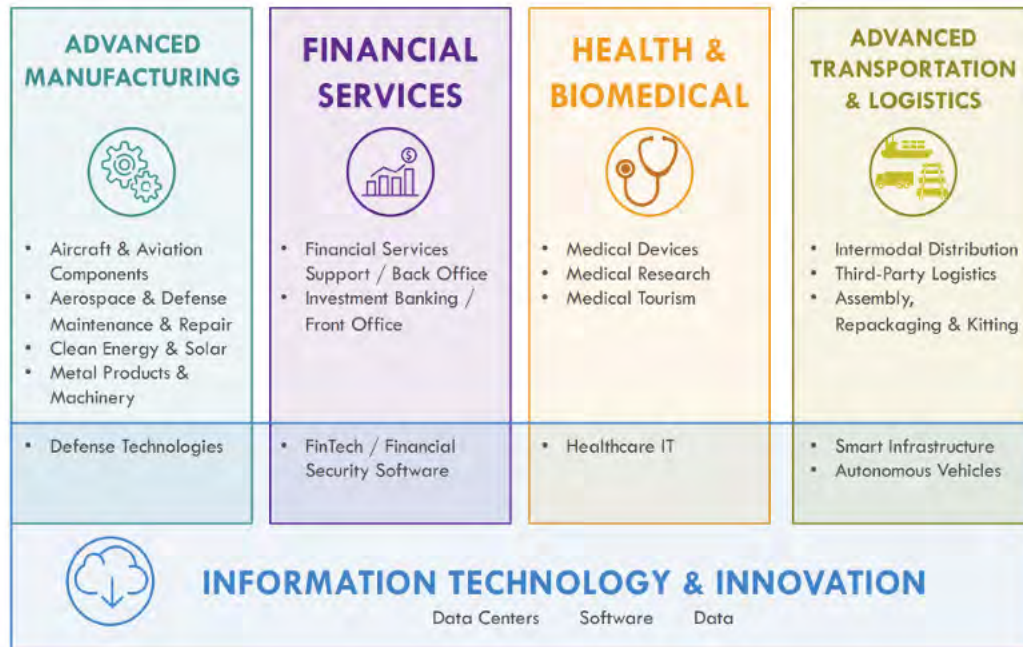 ADVANCED
MANUFACTURING
• Aircraft & Aviation
Components
• Aerospace & Defense
Maintenance & Repair
• Clean Energy & Solar
• Metal Products &
Machinery
• Defense Technologies
FINANCIAL
SERVICES
$
• Financial Services
Support / Back Office
• Investment Banking /
Front Office
• FinTech / Financial
Security Software
HEALTH &
BIOMEDICAL
• Medical Devices
• Medical Research
• Medical Tourism
• Healthcare IT
ADVANCED
TRANSPORTATION
& LOGISTICS
• Intermodal Distribution
• Third-Party Logistics
• Assembly,
Repackaging & Kitting
• Smart Infrastructure
• Autonomous Vehicles
INFORMATION TECHNOLOGY & INNOVATION
Data Centers Software Data